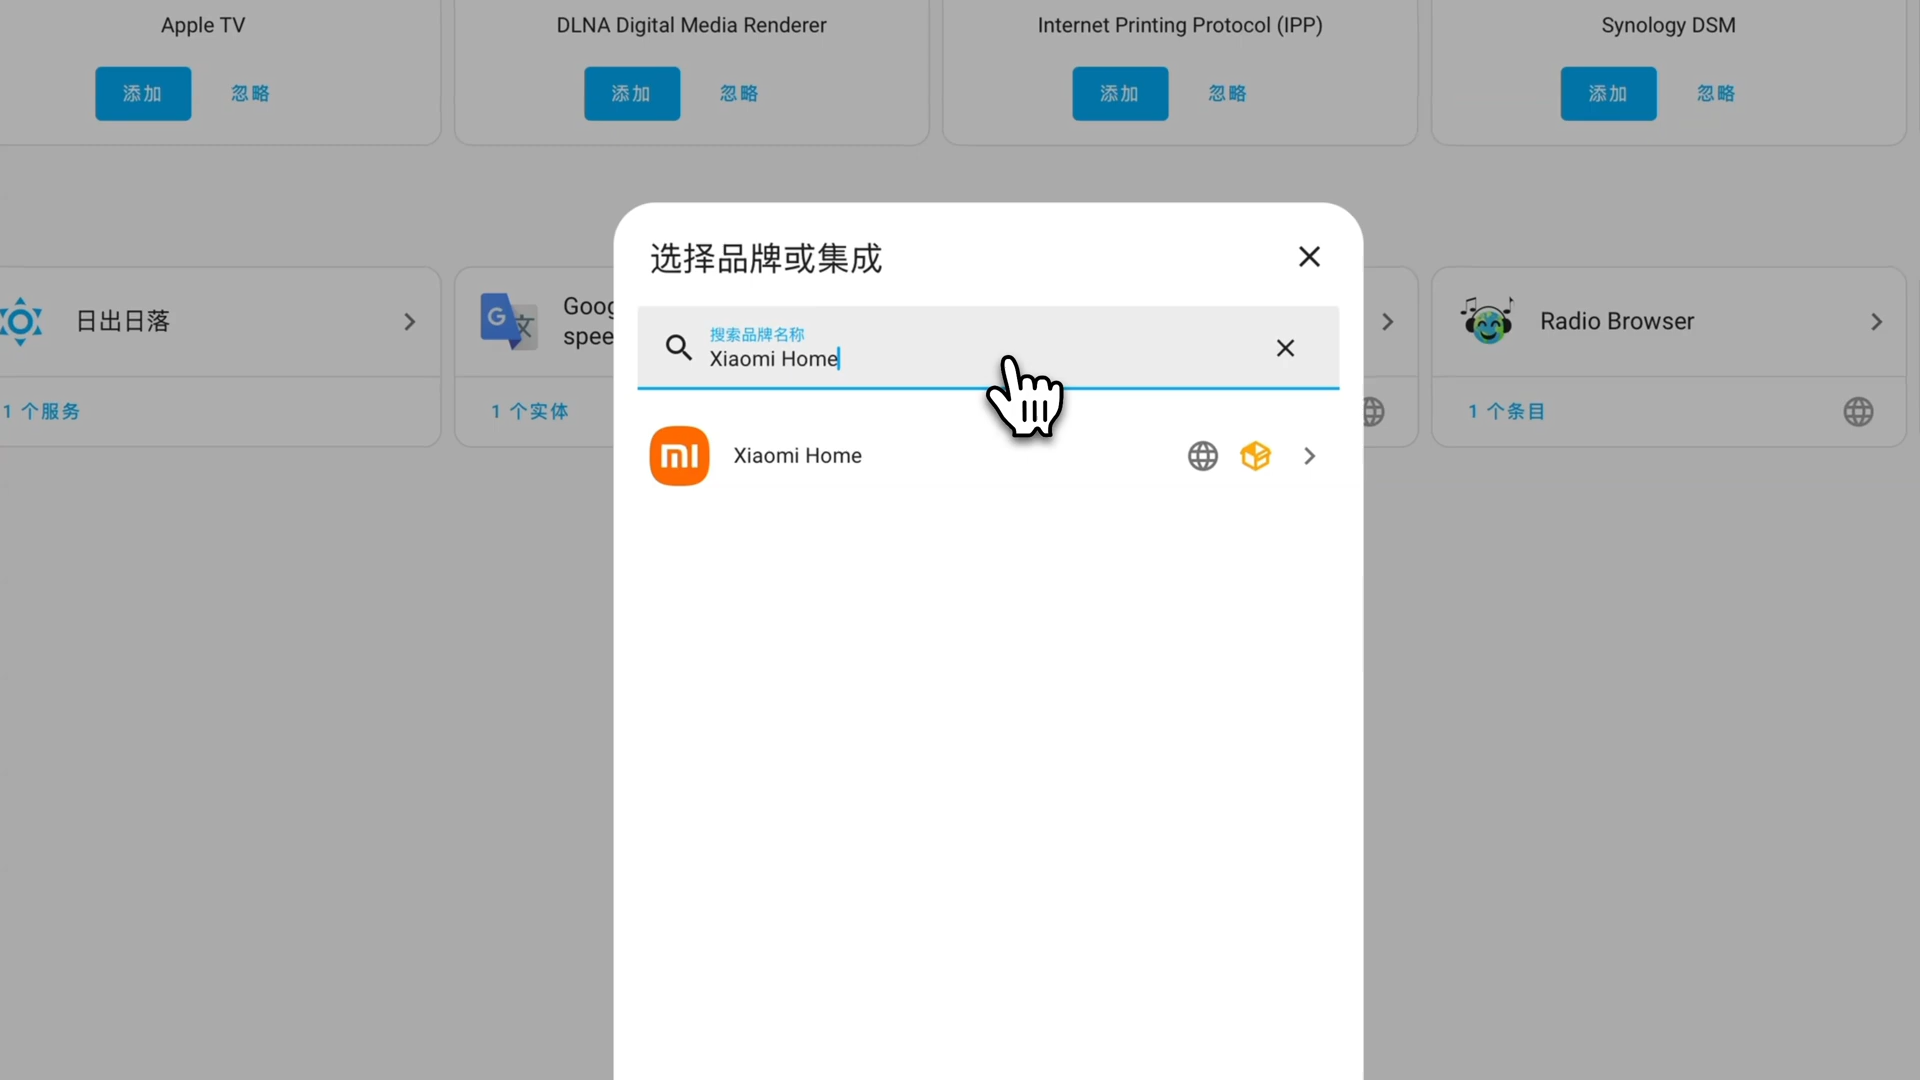 Apple TV
DLNA Digital Media Renderer
Internet Printing Protocol (IPP)
Synology DSM
添加
忽略
添加
忽略
添加
忽略
添加
忽略
选择品牌或集成
搜索品牌名称
Xiaomi Home
Xiaomi Home
日出日落
Goog
spee
Radio Browser
1 个服务
1 个实体
1 个条目